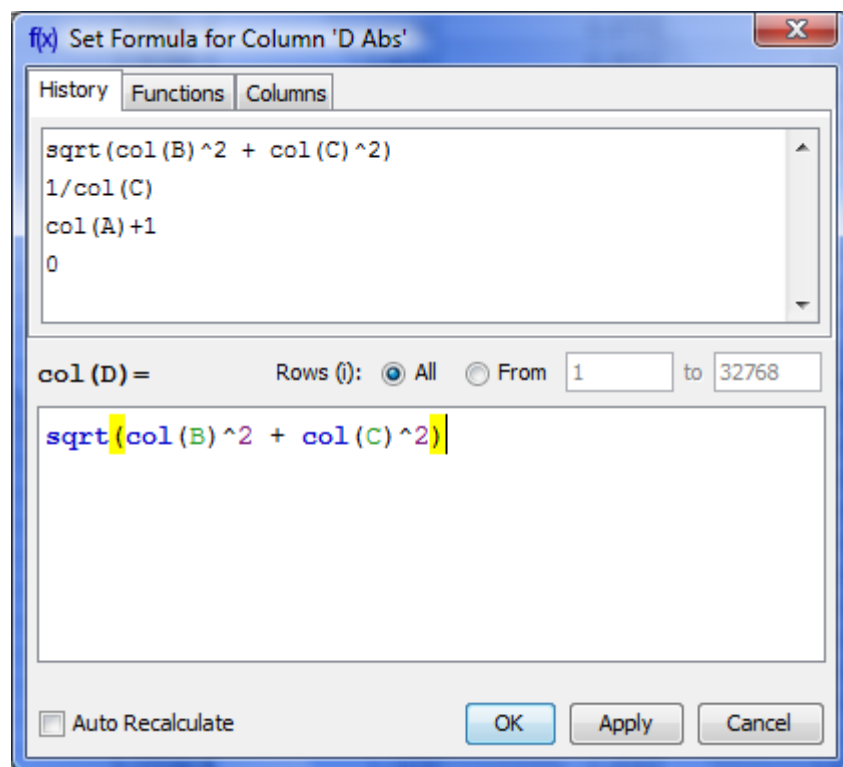 f(x) Set Formula for Column 'D Abs'
History Functions Columns
sqrt(col(B)^2 + col(C)^2)
1/col(C)
col(A)+1
0
col(D)= Rows (i): All From 1 to 32768
sqrt(col(B)^2 + col(C)^2)
Auto Recalculate OK Apply Cancel